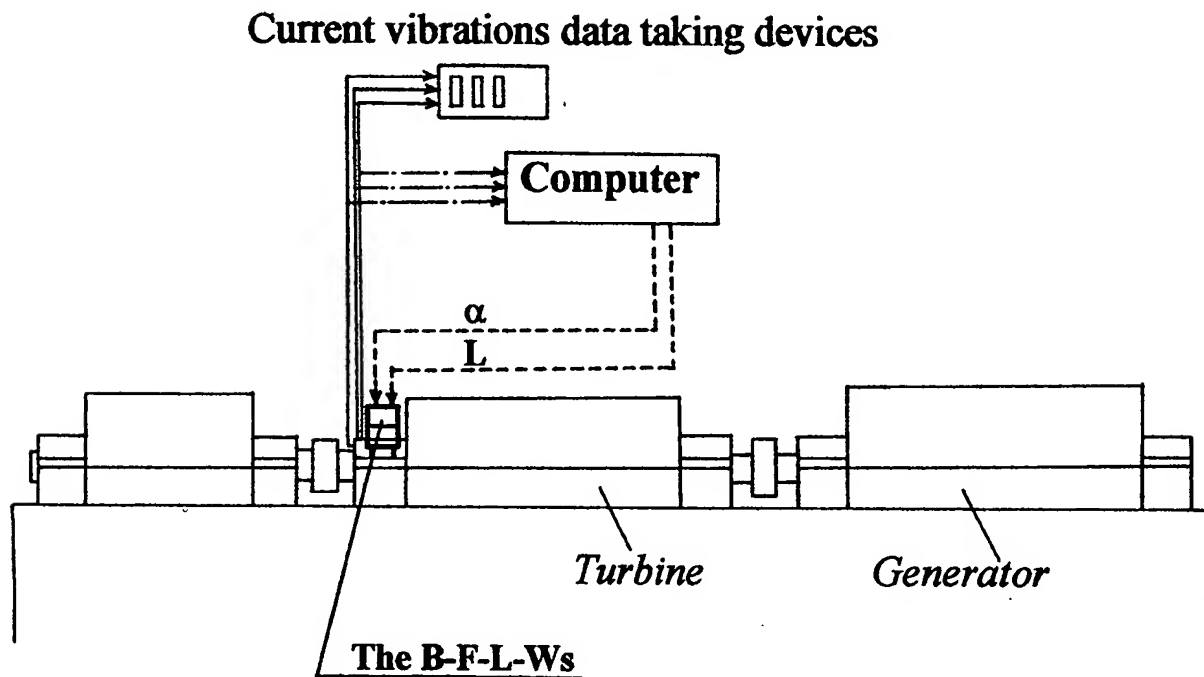 Current vibrations data taking devices
Computer
α
L
Turbine
Generator
The B-F-L-Ws